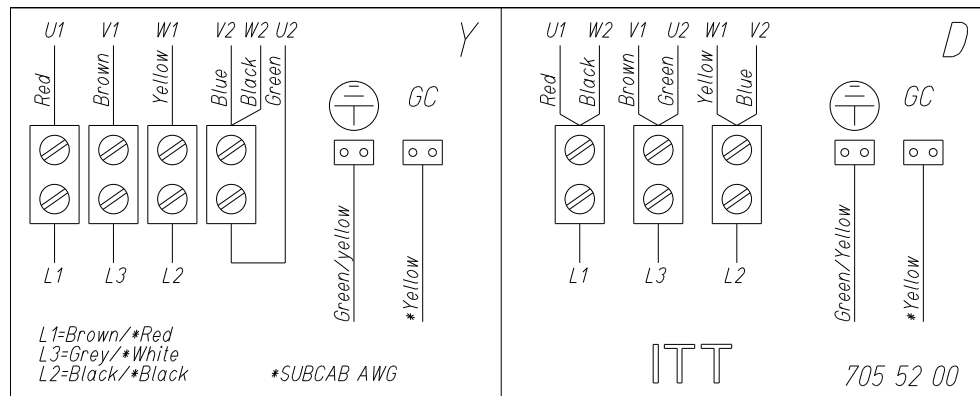 U1 V1 W1 V2 W2 U2 Y
Red Brown Yellow Blue Black Green
GC
L1 L3 L2
Green/yellow *Yellow
L1=Brown/*Red
L3=Grey/*White
L2=Black/*Black *SUBCAB AWG
U1 W2 V1 U2 W1 V2 D
Red Black Brown Green Yellow Blue
GC
L1 L3 L2
Green/Yellow *Yellow
ITT 705 52 00